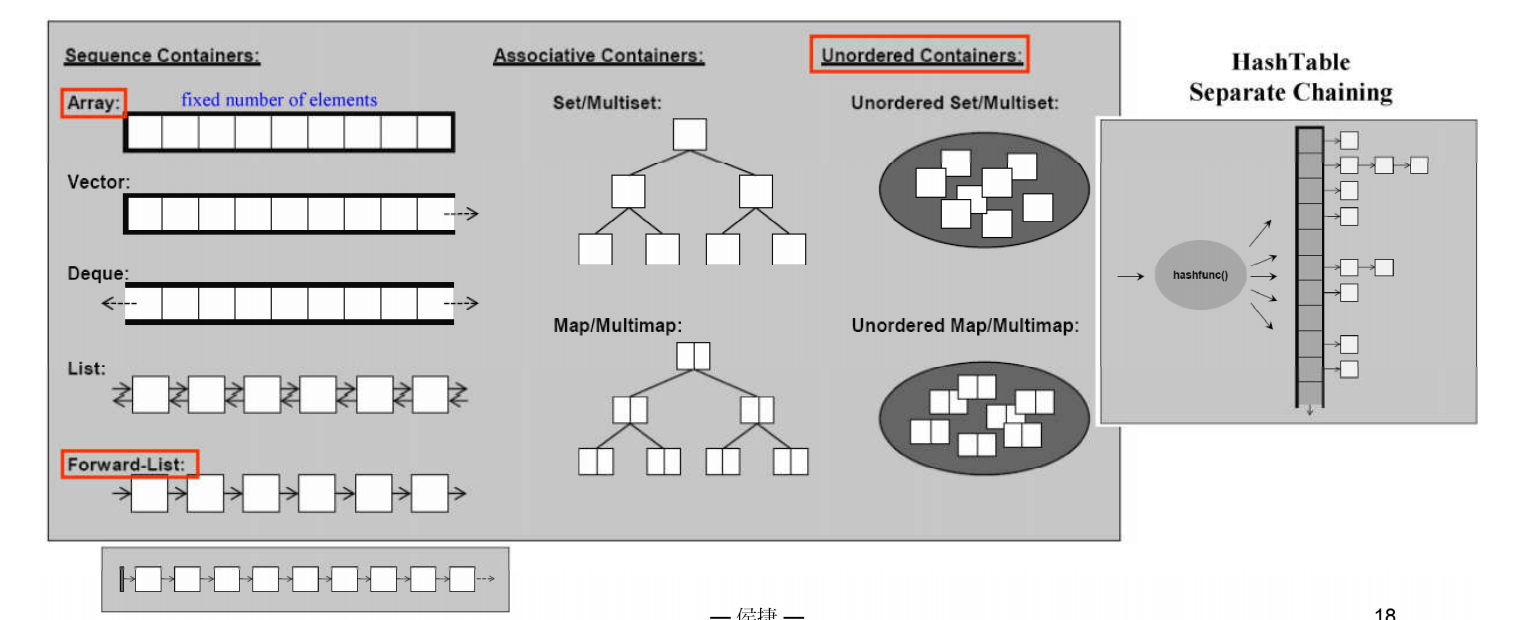 Sequence Containers:
Array:
fixed number of elements
Vector:
Deque:
List:
Forward-List:
Associative Containers:
Set/Multiset:
Map/Multimap:
Unordered Containers:
Unordered Set/Multiset:
Unordered Map/Multimap:
HashTable
Separate Chaining
hashfunc()
— 侯捷 —
18